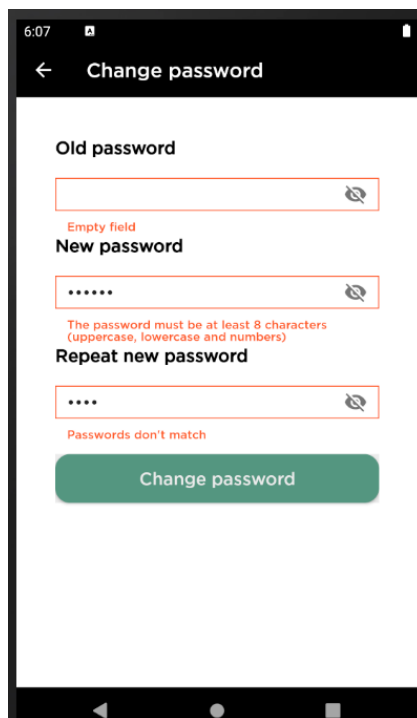 6:07
Change password
Old password
Empty field
New password
••••••
The password must be at least 8 characters
(uppercase, lowercase and numbers)
Repeat new password
••••
Passwords don't match
Change password